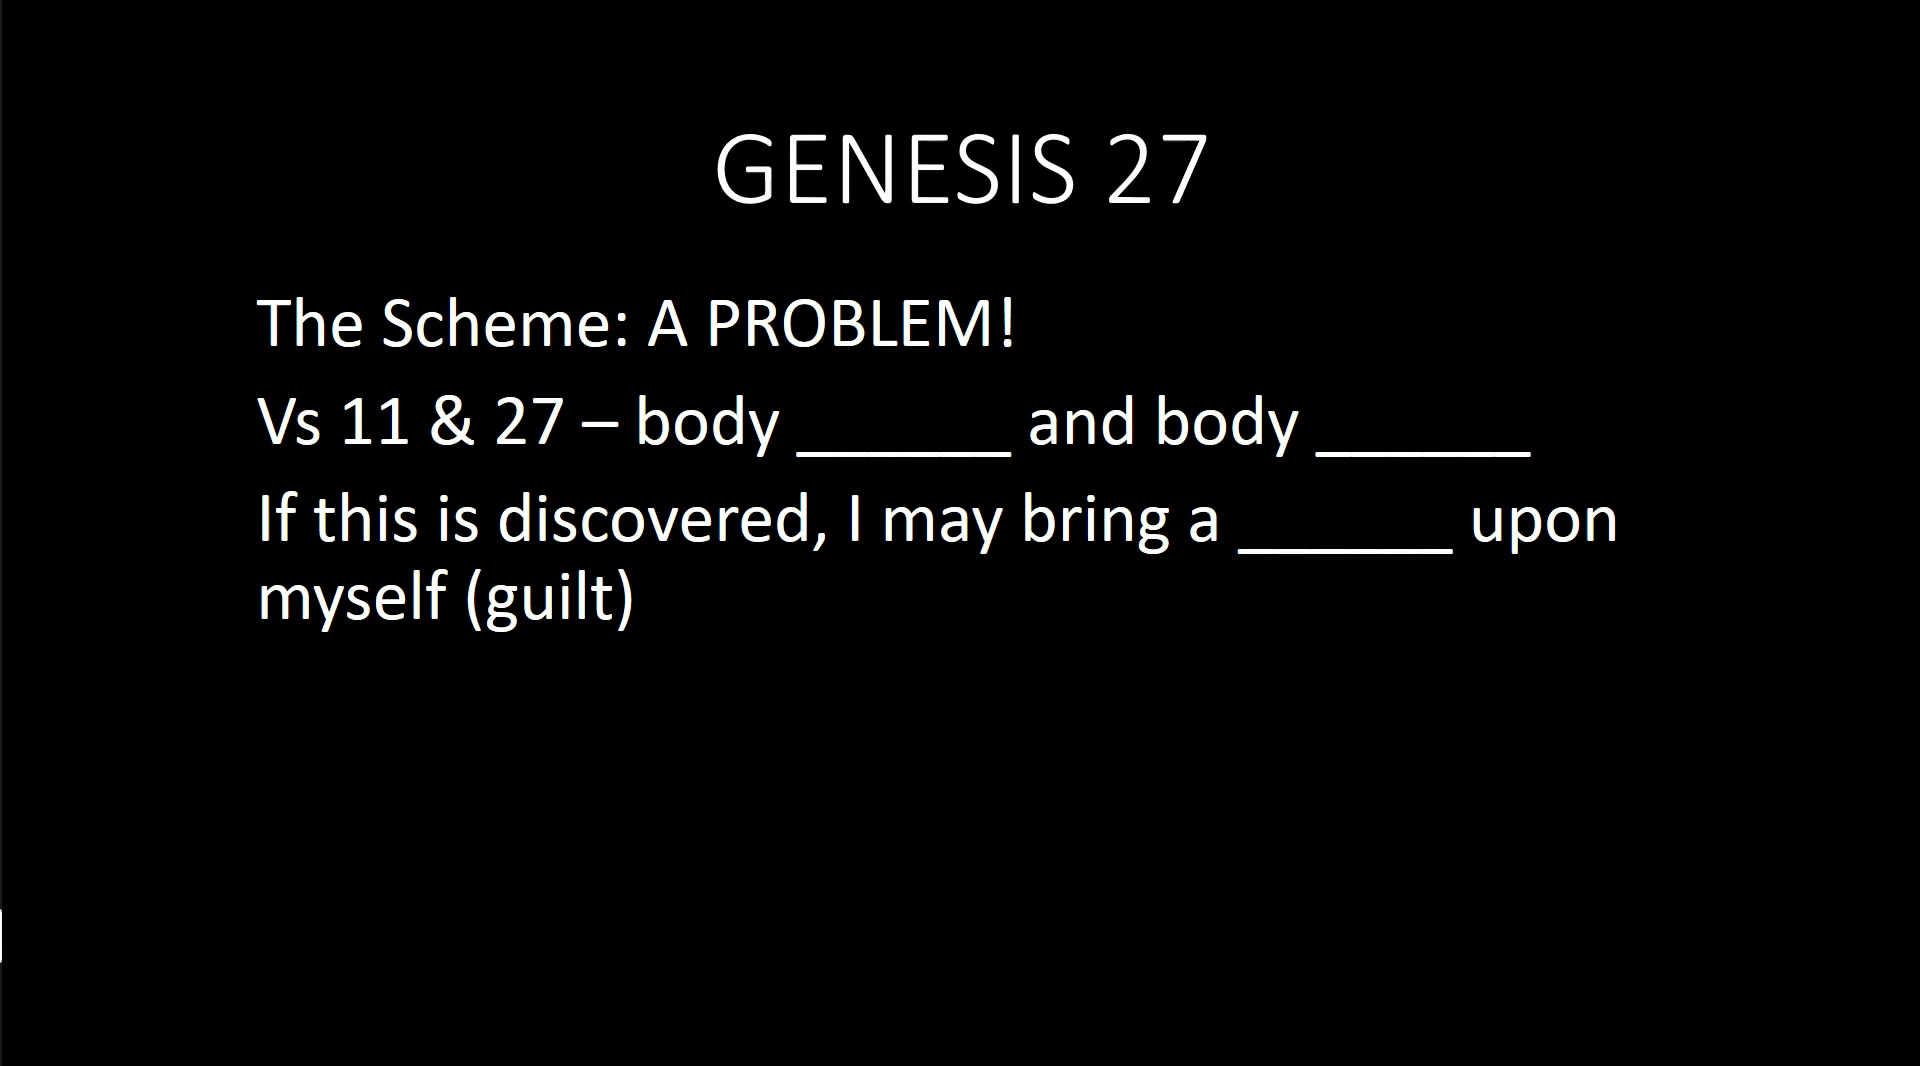 GENESIS 27
The Scheme: A PROBLEM!
Vs 11 & 27 – body ______ and body ______
If this is discovered, I may bring a ______ upon
myself (guilt)